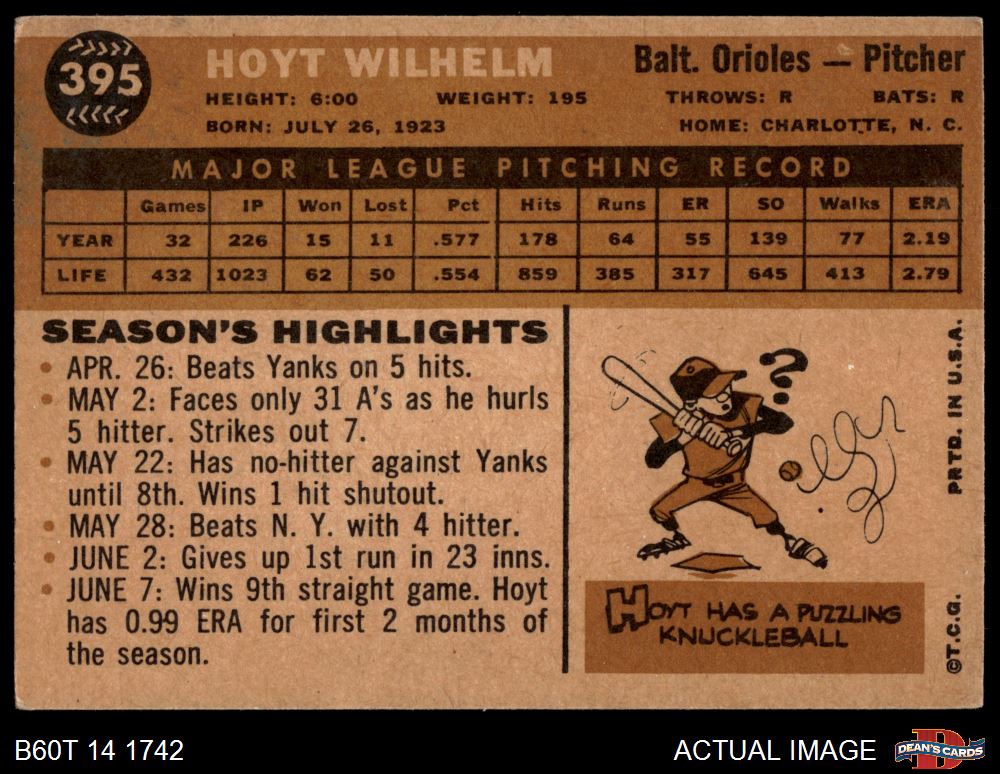 395
HOYT WILHELM
Balt. Orioles — Pitcher
HEIGHT: 6:00 WEIGHT: 195 THROWS: R BATS: R
BORN: JULY 26, 1923 HOME: CHARLOTTE, N. C.
MAJOR LEAGUE PITCHING RECORD
Games IP Won Lost Pct Hits Runs ER SO Walks ERA
YEAR 32 226 15 11 .577 178 64 55 139 77 2.19
LIFE 432 1023 62 50 .554 859 385 317 645 413 2.79
SEASON'S HIGHLIGHTS
• APR. 26: Beats Yanks on 5 hits.
• MAY 2: Faces only 31 A's as he hurls
5 hitter. Strikes out 7.
• MAY 22: Has no-hitter against Yanks
until 8th. Wins 1 hit shutout.
• MAY 28: Beats N. Y. with 4 hitter.
• JUNE 2: Gives up 1st run in 23 inns.
• JUNE 7: Wins 9th straight game. Hoyt
has 0.99 ERA for first 2 months of
the season.
?
HOYT HAS A PUZZLING
KNUCKLEBALL
©T.C.G. PRTD. IN U.S.A.
B60T 14 1742
ACTUAL IMAGE
D
DEAN'S CARDS